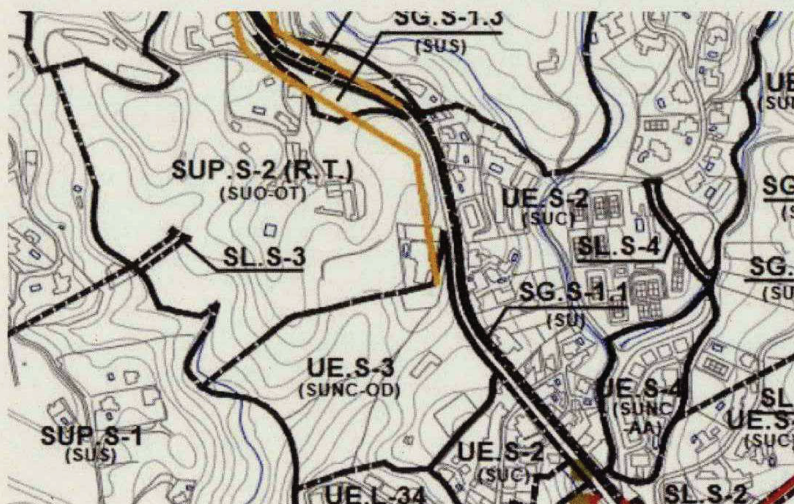 SG.S-1.3
(SUS)
SUP.S-2 (R.T.)
(SUO-OT)
UE.S-2
(SUC)
SL.S-3
SL.S-4
SG.S-1.1
(SU)
UE.S-3
(SUNC-OD)
UE.S-4
(SUNC
-AA)
SUP.S-1
(SUS)
UE.S-2
(SUC)
UE.L-34
SL.S-2